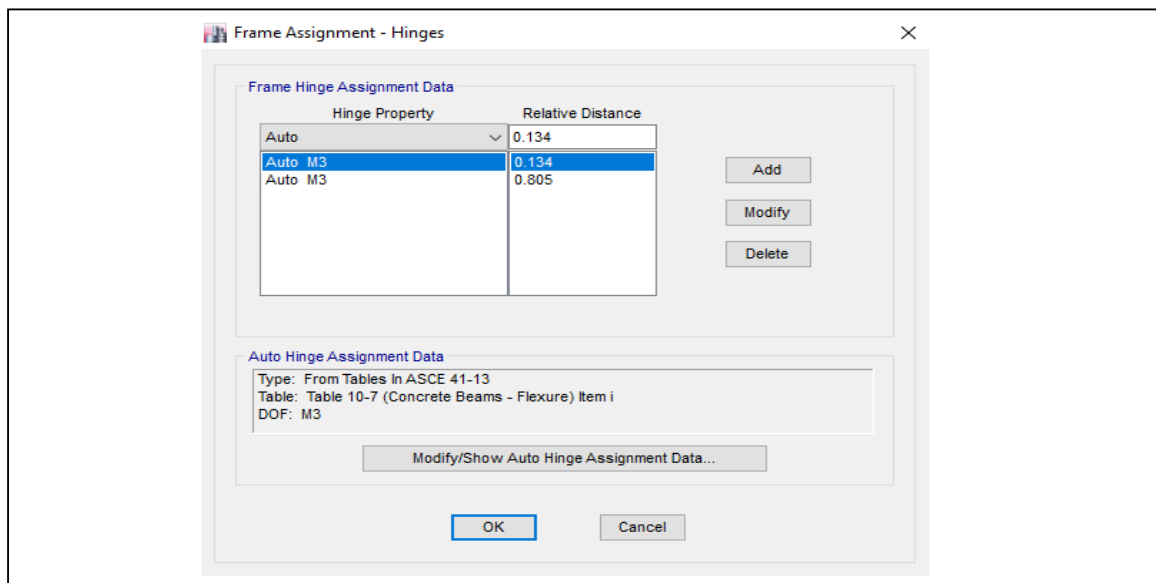 Frame Assignment - Hinges
Frame Hinge Assignment Data
Hinge Property Relative Distance
Auto 0.134
Auto M3 0.134
Auto M3 0.805
Add
Modify
Delete
Auto Hinge Assignment Data
Type: From Tables In ASCE 41-13
Table: Table 10-7 (Concrete Beams - Flexure) Item i
DOF: M3
Modify/Show Auto Hinge Assignment Data...
OK Cancel